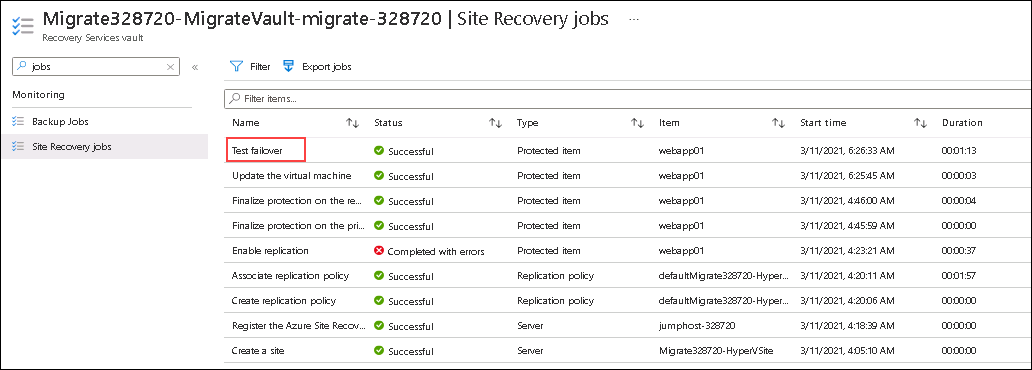 Migrate328720-MigrateVault-migrate-328720 | Site Recovery jobs ...
Recovery Services vault
jobs
Filter Export jobs
Monitoring
Backup Jobs
Site Recovery jobs
Filter items...
Name Status Type Item Start time Duration
Test failover Successful Protected item webapp01 3/11/2021, 6:26:33 AM 00:01:13
Update the virtual machine Successful Protected item webapp01 3/11/2021, 6:25:45 AM 00:00:03
Finalize protection on the re... Successful Protected item webapp01 3/11/2021, 4:46:00 AM 00:00:04
Finalize protection on the pri... Successful Protected item webapp01 3/11/2021, 4:45:59 AM 00:00:00
Enable replication Completed with errors Protected item webapp01 3/11/2021, 4:23:21 AM 00:00:37
Associate replication policy Successful Replication policy defaultMigrate328720-Hyper... 3/11/2021, 4:20:11 AM 00:01:57
Create replication policy Successful Replication policy defaultMigrate328720-Hyper... 3/11/2021, 4:20:06 AM 00:00:00
Register the Azure Site Recov... Successful Server jumphost-328720 3/11/2021, 4:18:39 AM 00:00:00
Create a site Successful Server Migrate328720-HyperVSite 3/11/2021, 4:05:10 AM 00:00:00